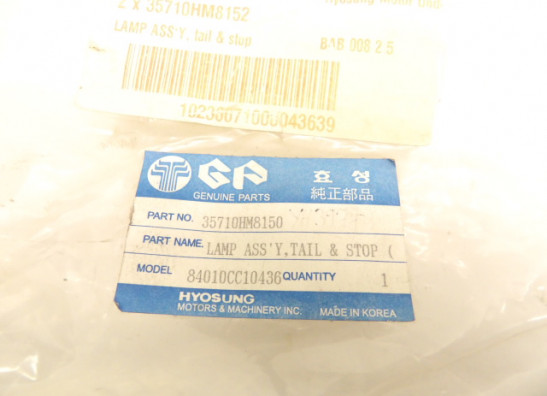 2 x 35710HM8152
LAMP ASS'Y, tail & stop BAB 008 2 5
10230671000043639
GP 효성
GENUINE PARTS 純正部品
PART NO. 35710HM8150
PART NAME. LAMP ASS'Y,TAIL & STOP (
MODEL 84010CC10436 QUANTITY 1
HYOSUNG
MOTORS & MACHINERY INC. MADE IN KOREA